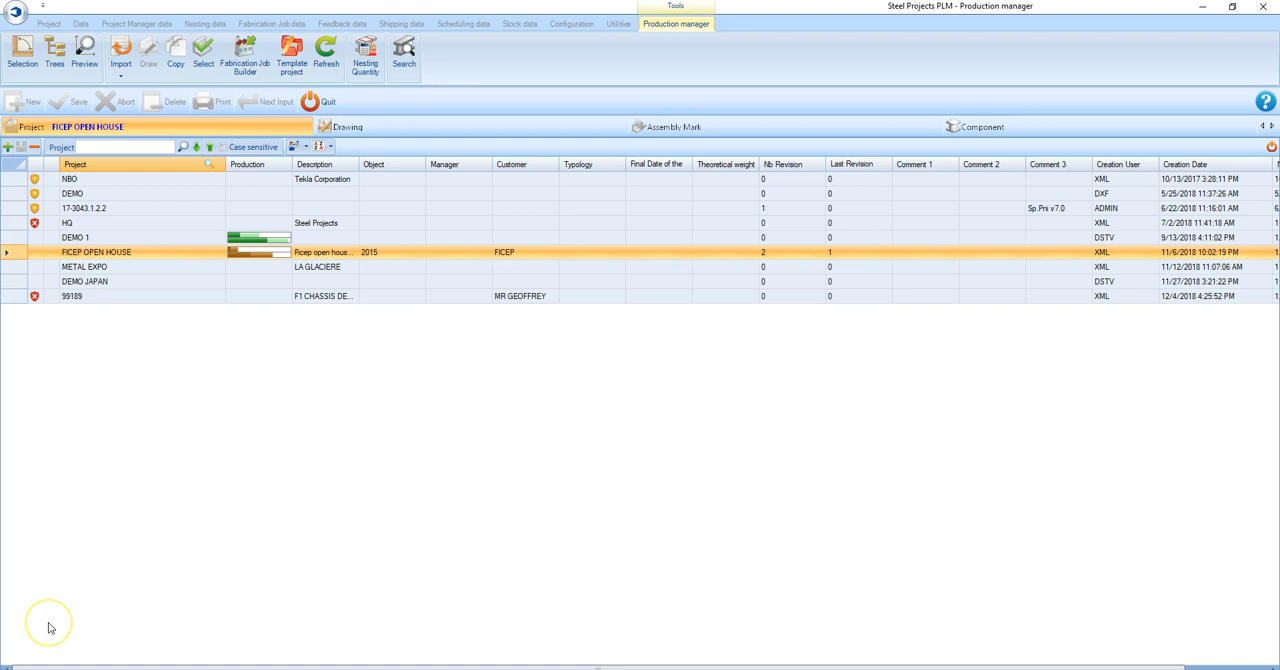 Tools
Steel Projects PLM - Production manager
Project Data Project Manager data Nesting data Fabrication Job data Feedback data Shipping data Scheduling data Stock data Configuration Utilities Production manager
Selection Trees Preview Import Draw Copy Select Fabrication Job Builder Template project Refresh Nesting Quantity Search
New Save Abort Delete Print Next Input Quit
Project FICEP OPEN HOUSE Drawing Assembly Mark Component
Project Case sensitive
Project Production Description Object Manager Customer Typology Final Date of the Theoretical weight Nb Revision Last Revision Comment 1 Comment 2 Comment 3 Creation User Creation Date
NBO Tekla Corporation 0 0 XML 10/13/2017 3:28:11 PM
DEMO 0 0 DXF 5/25/2018 11:37:26 AM
17-3043.1.2.2 1 0 Sp.Pni v7.0 ADMIN 6/22/2018 11:16:01 AM
HQ Steel Projects 0 0 XML 7/2/2018 11:41:18 AM
DEMO 1 0 0 DSTV 9/13/2018 4:11:02 PM
FICEP OPEN HOUSE Ficep open hous... 2015 FICEP 2 1 XML 11/6/2018 10:02:19 PM
METAL EXPO LA GLACIERE 0 0 XML 11/12/2018 11:07:06 AM
DEMO JAPAN 0 0 DSTV 11/27/2018 3:21:22 PM
99189 F1 CHASSIS DE... MR GEOFFREY 0 0 XML 12/4/2018 4:25:52 PM